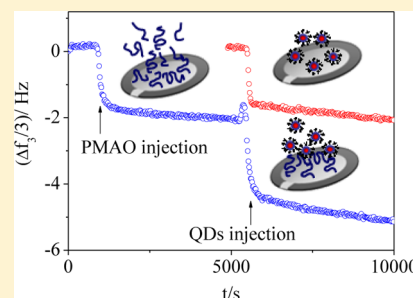 0
-2
-4
-6
(Δf3/3)/ Hz
PMAO injection
QDs injection
0
5000
10000
t/s